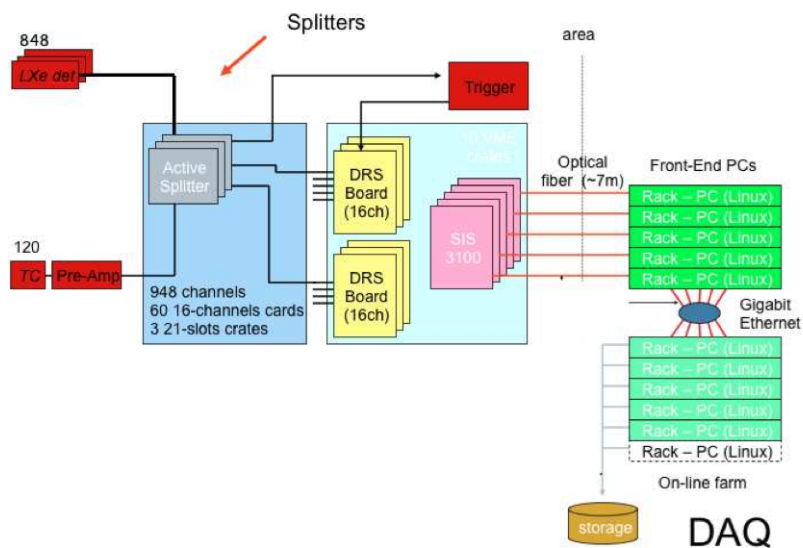 Splitters
area
848
LXe det
Trigger
10 VME
crates
Active
Splitter
DRS
Board
(16ch)
SIS
3100
Optical
fiber (~7m)
Front-End PCs
Rack – PC (Linux)
Rack – PC (Linux)
Rack – PC (Linux)
Rack – PC (Linux)
Rack – PC (Linux)
120
TC
Pre-Amp
948 channels
60 16-channels cards
3 21-slots crates
DRS
Board
(16ch)
Gigabit
Ethernet
Rack – PC (Linux)
Rack – PC (Linux)
Rack – PC (Linux)
Rack – PC (Linux)
Rack – PC (Linux)
Rack – PC (Linux)
On-line farm
storage
DAQ